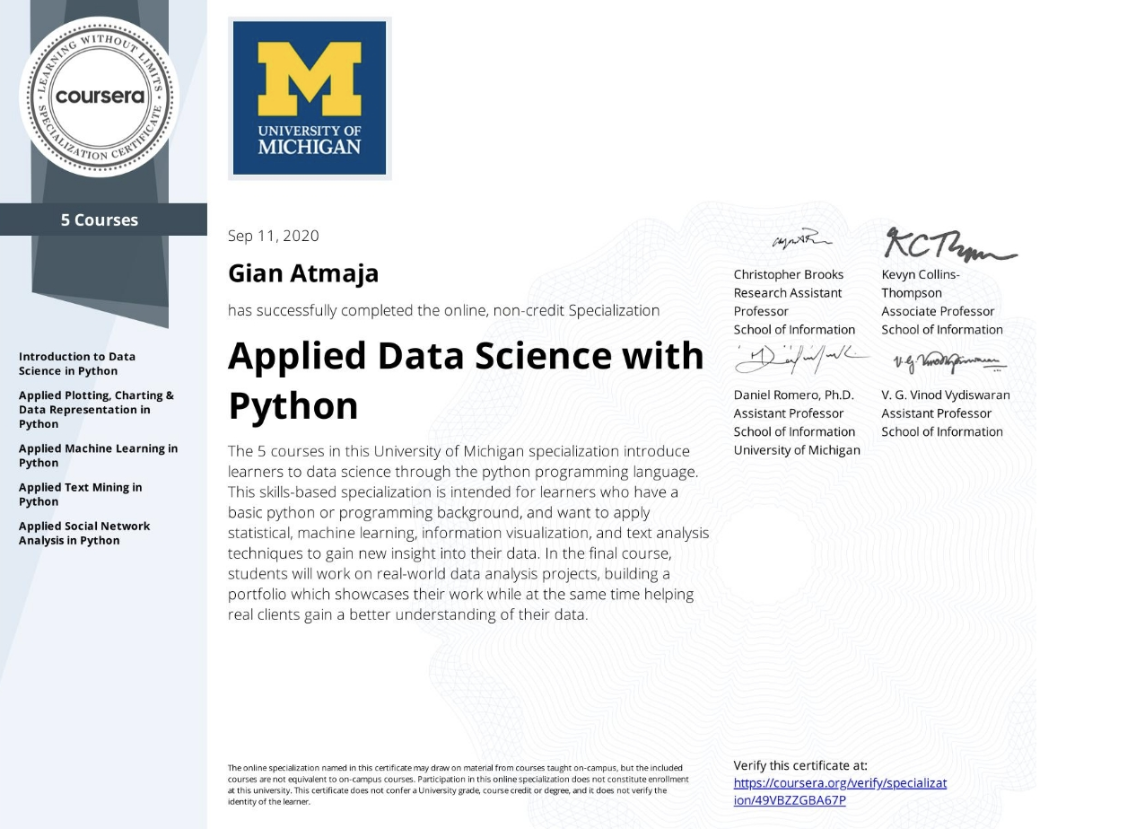 LEARNING WITHOUT LIMITS
coursera
SPECIALIZATION CERTIFICATE
5 Courses
Introduction to Data
Science in Python
Applied Plotting, Charting &
Data Representation in
Python
Applied Machine Learning in
Python
Applied Text Mining in
Python
Applied Social Network
Analysis in Python
M
UNIVERSITY OF
MICHIGAN
Sep 11, 2020
Gian Atmaja
has successfully completed the online, non-credit Specialization
Applied Data Science with
Python
The 5 courses in this University of Michigan specialization introduce
learners to data science through the python programming language.
This skills-based specialization is intended for learners who have a
basic python or programming background, and want to apply
statistical, machine learning, information visualization, and text analysis
techniques to gain new insight into their data. In the final course,
students will work on real-world data analysis projects, building a
portfolio which showcases their work while at the same time helping
real clients gain a better understanding of their data.
Christopher Brooks
Research Assistant
Professor
School of Information
Kevyn Collins-
Thompson
Associate Professor
School of Information
Daniel Romero, Ph.D.
Assistant Professor
School of Information
University of Michigan
V. G. Vinod Vydiswaran
Assistant Professor
School of Information
The online specialization named in this certificate may draw on material from courses taught on-campus, but the included
courses are not equivalent to on-campus courses. Participation in this online specialization does not constitute enrollment
at this university. This certificate does not confer a University grade, course credit or degree, and it does not verify the
identity of the learner.
Verify this certificate at:
https://coursera.org/verify/specializat
ion/49VBZZGBA67P